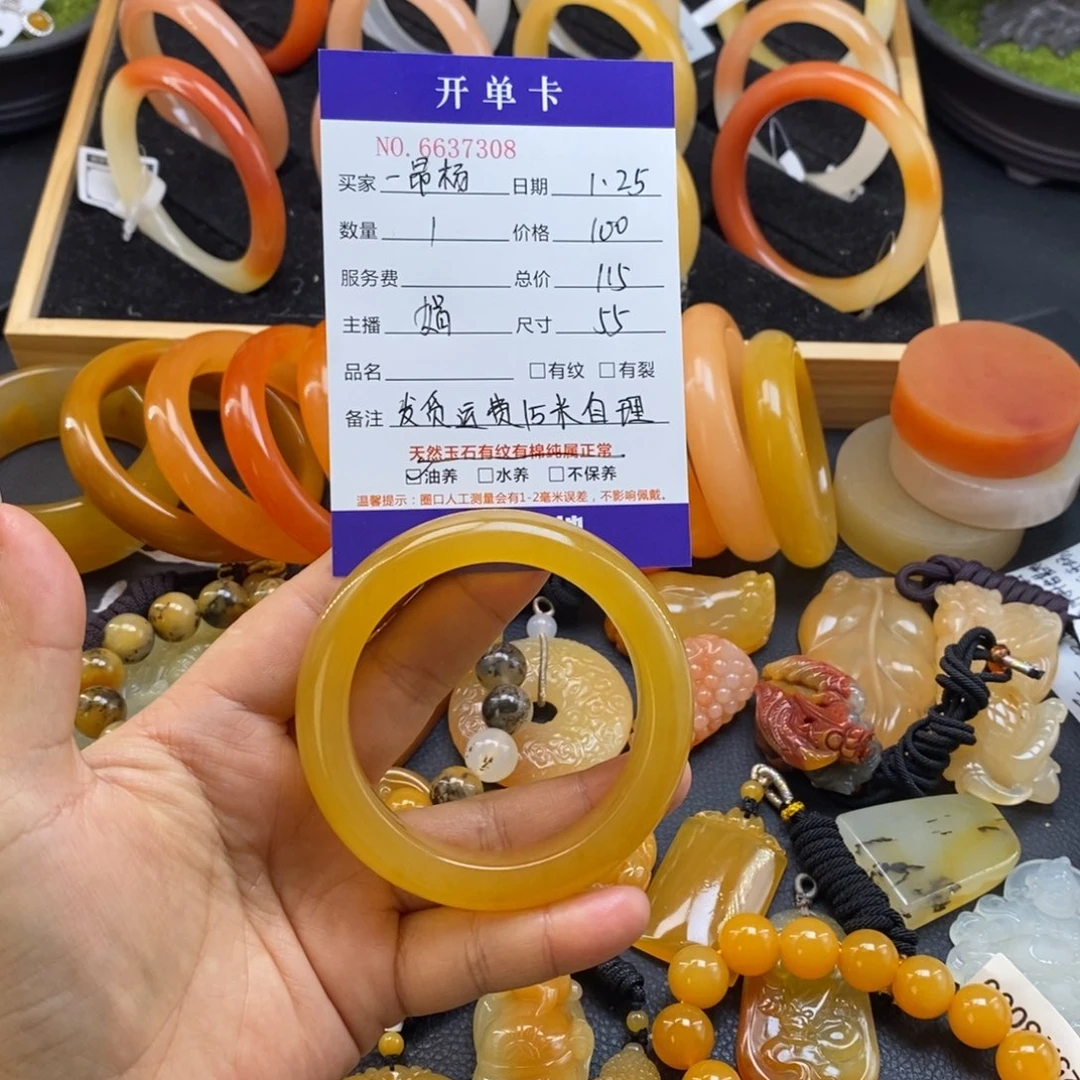 开单卡
NO. 6637308
买家 一昂杨 日期 1.25
数量 1 价格 100
服务费 总价 115
主播 娟 尺寸 55
品名 □有纹 □有裂
备注 发货运费15米自理
天然玉石有纹有棉纯属正常
☑油养 □水养 □不保养
温馨提示：圈口人工测量会有1-2毫米误差，不影响佩戴。